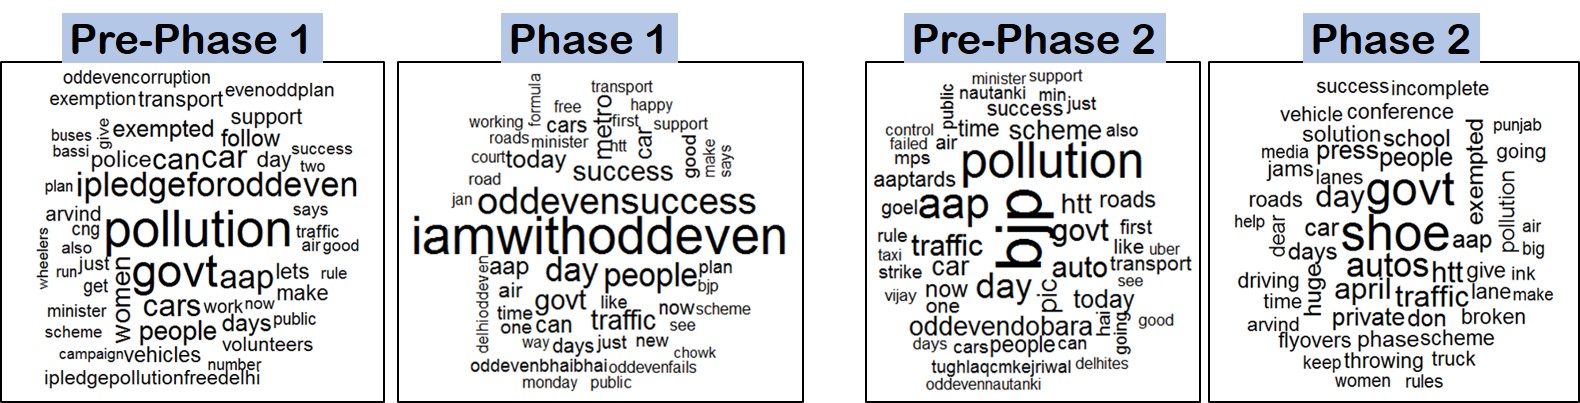 Pre-Phase 1
oddevencorruption
exemption transport evenoddplan
buses give exempted support
bassi follow
police can car day success
two
plan ipledgeforoddeven
arvind pollution says
cng traffic
also air good
wheelers run just govt aap lets rule
get women make
minister cars work now
scheme people days public
campaign vehicles volunteers
number
ipledgepollutionfreedelhi
Phase 1
formula transport
free metro happy
working cars first car support
roads minister htt good make says
court today success
road
jan oddevensuccess
iamwithoddeven
delhioddeven aap day people plan
air bjp
time govt like now scheme
one can traffic see
way days just new
chowk
oddevenbhaibhai oddevenfails
monday public
Pre-Phase 2
minister support
public nautanki min
success just
control time scheme also
failed air
mps pollution
aaptards
goel aap bjp htt roads
rule traffic govt first
taxi like uber
strike car auto transport
vijay now day pic see
one today
oddevendobara hai going good
days cars people can
tughlaqcmkejriwal delhites
oddevennautanki
Phase 2
success incomplete
vehicle conference
solution school exempted punjab
media press people going
jams lanes
roads day govt pollution
help dear car shoe aap air
days big
huge autos htt give ink
driving april traffic lane make
time
arvind private don broken
flyovers phase scheme
keep throwing truck
women rules